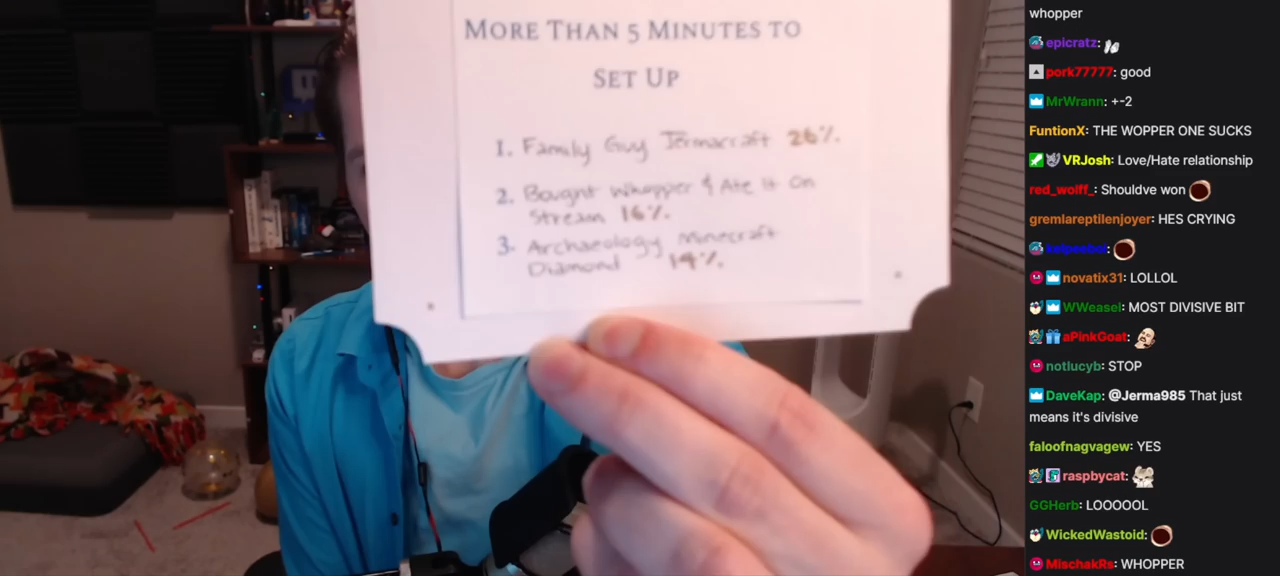 MORE THAN 5 MINUTES TO
SET UP
1. Family Guy Jermacraft 26%.
2. Bought Whopper & Ate It On
Stream 16%.
3. Archaeology Minecraft
Diamond 14%.
whopper
epicratz:
pork77777: good
MrWrann: +-2
FuntionX: THE WOPPER ONE SUCKS
VRJosh: Love/Hate relationship
red_wolff_: Shouldve won
gremlareptilenjoyer: HES CRYING
kelpeeboi:
novatix31: LOLLOL
WWeasel: MOST DIVISIVE BIT
aPinkGoat:
notlucyb: STOP
DaveKap: @Jerma985 That just
means it's divisive
faloofnagvagew: YES
raspbycat:
GGHerb: LOOOOOL
WickedWastoid:
MischakRs: WHOPPER